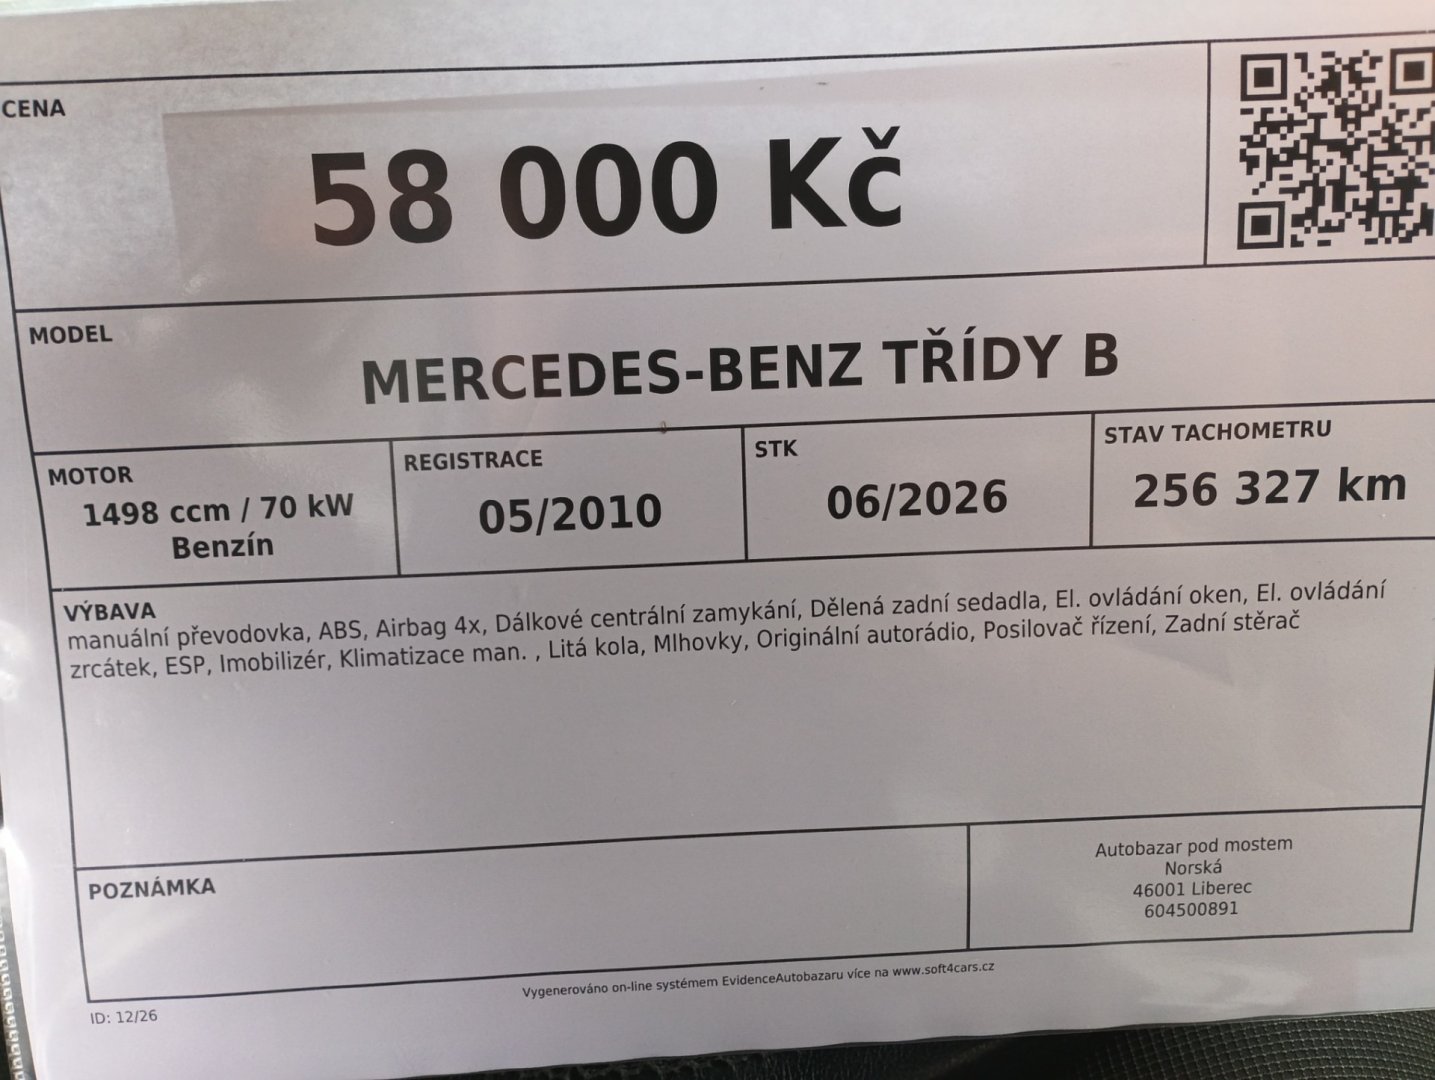 CENA
58 000 Kč
MODEL
MERCEDES-BENZ TŘÍDY B
MOTOR
1498 ccm / 70 kW
Benzín
REGISTRACE
05/2010
STK
06/2026
STAV TACHOMETRU
256 327 km
VÝBAVA
manuální převodovka, ABS, Airbag 4x, Dálkové centrální zamykání, Dělená zadní sedadla, El. ovládání oken, El. ovládání
zrcátek, ESP, Imobilizér, Klimatizace man. , Litá kola, Mlhovky, Originální autorádio, Posilovač řízení, Zadní stěrač
POZNÁMKA
Autobazar pod mostem
Norská
46001 Liberec
604500891
Vygenerováno on-line systémem EvidenceAutobazaru více na www.soft4cars.cz
ID: 12/26